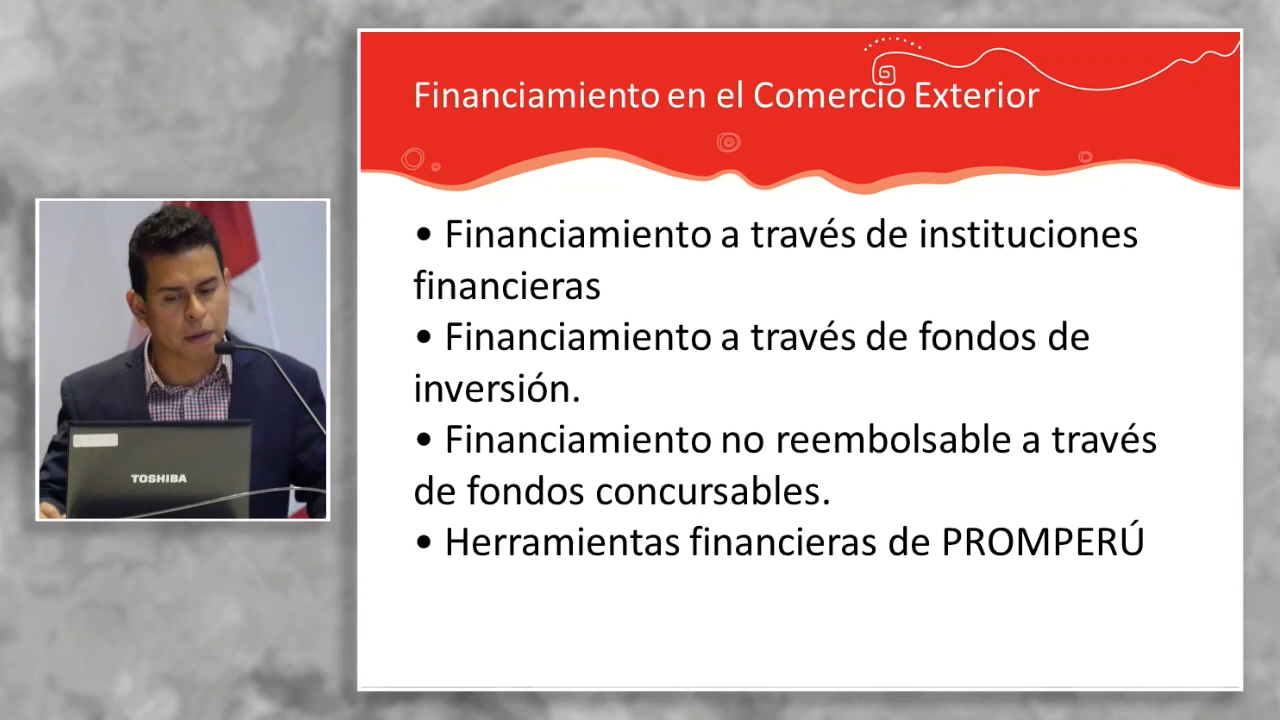 Financiamiento en el Comercio Exterior
• Financiamiento a través de instituciones
financieras
• Financiamiento a través de fondos de
inversión.
• Financiamiento no reembolsable a través
de fondos concursables.
• Herramientas financieras de PROMPERÚ
TOSHIBA